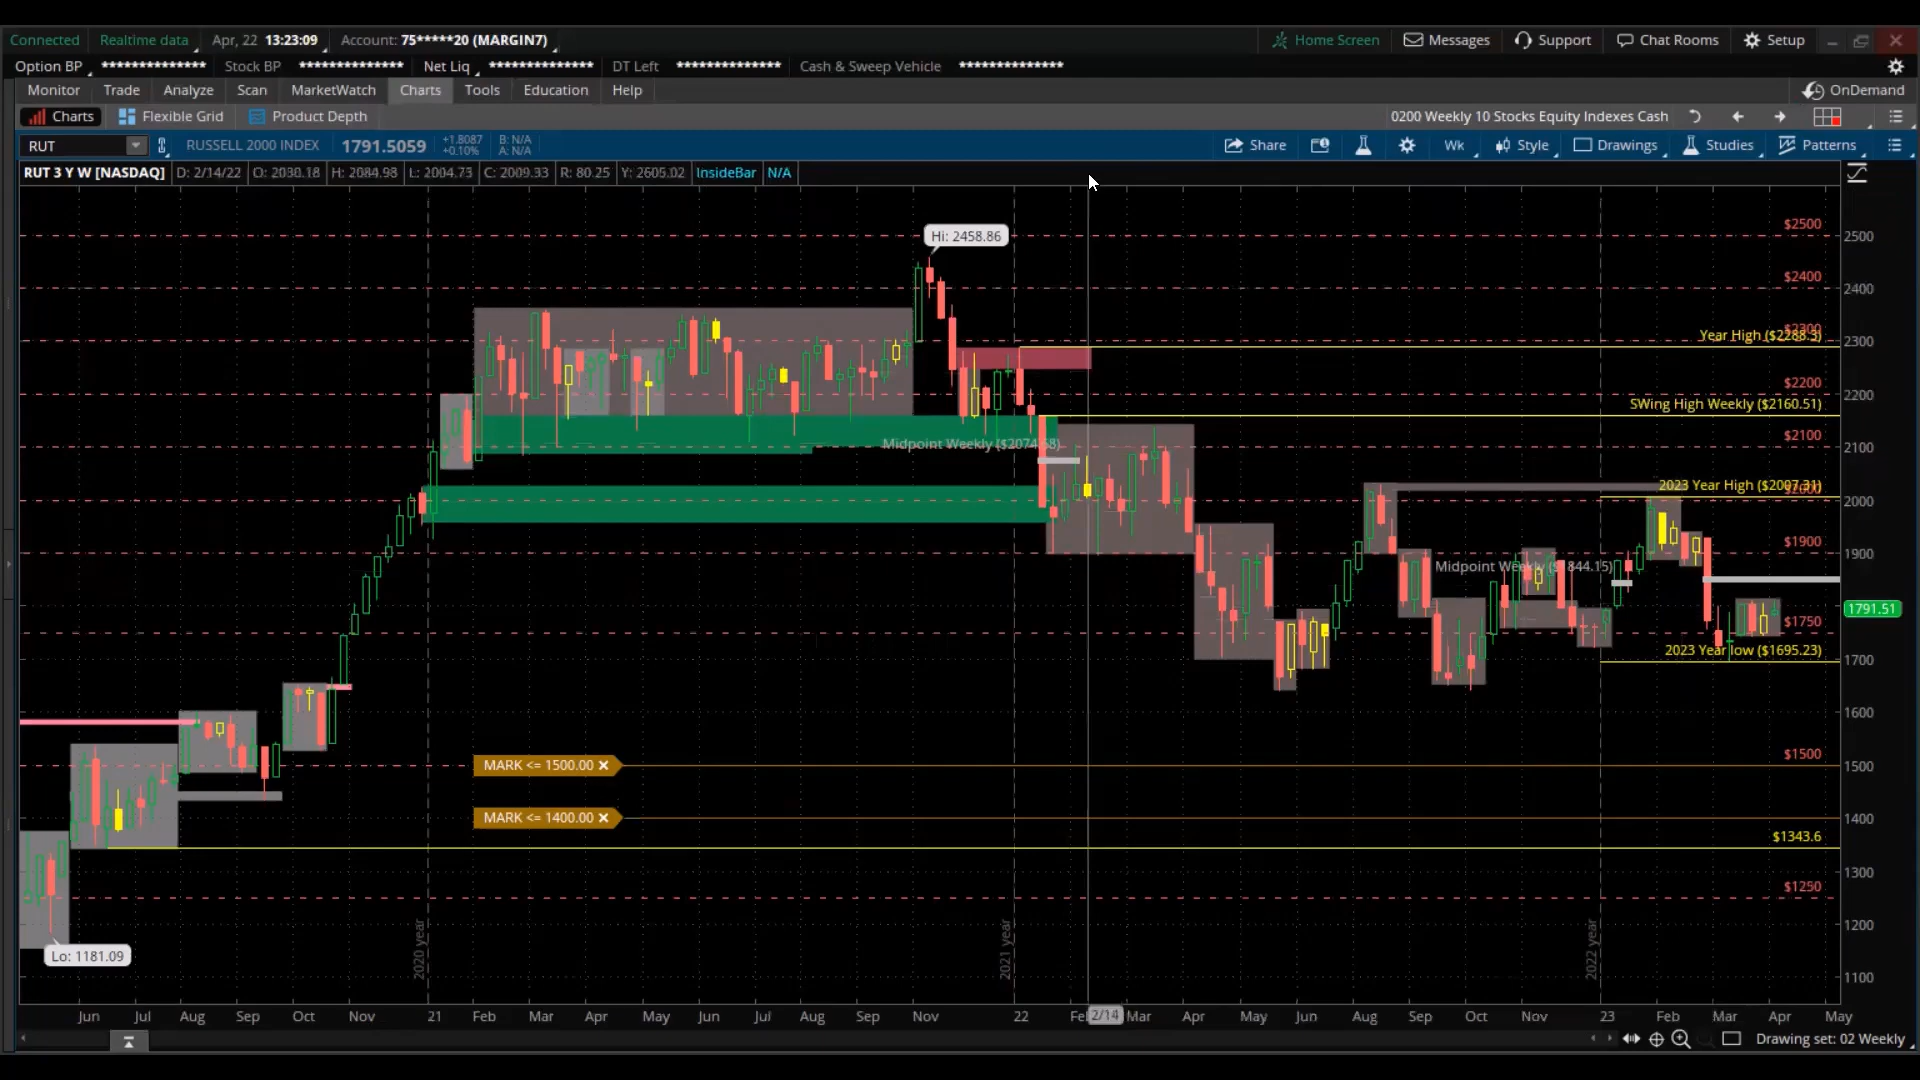 Connected Realtime data Apr, 22 13:23:09 Account: 75*****20 (MARGIN7) Home Screen Messages Support Chat Rooms Setup
Option BP ************** Stock BP ************** Net Liq ************** DT Left ************** Cash & Sweep Vehicle **************
Monitor Trade Analyze Scan MarketWatch Charts Tools Education Help OnDemand
Charts Flexible Grid Product Depth 0200 Weekly 10 Stocks Equity Indexes Cash
RUT RUSSELL 2000 INDEX 1791.5059 +1.8087 +0.10% B: N/A A: N/A Share Wk Style Drawings Studies Patterns
RUT 3 Y W [NASDAQ] D: 2/14/22 O: 2030.18 H: 2084.98 L: 2004.73 C: 2009.33 R: 80.25 Y: 2605.02 InsideBar N/A
$2500
Hi: 2458.86 2500
$2400
2400
Year High ($2288.3) $2300
2300
$2200
2200
SWing High Weekly ($2160.51)
$2100
Midpoint Weekly ($2074.68) 2100
2023 Year High ($2007.31)
2000
$1900
1900
Midpoint Weekly ($1844.15)
1791.51
$1750
2023 Year low ($1695.23)
1700
1600
$1500
MARK <= 1500.00 1500
MARK <= 1400.00 1400
$1343.6
1300
$1250
1200
2020 year 2021 year 2022 year
Lo: 1181.09
1100
Jun Jul Aug Sep Oct Nov 21 Feb Mar Apr May Jun Jul Aug Sep Nov 22 2/14 Mar Apr May Jun Aug Sep Oct Nov 23 Feb Mar Apr May
Drawing set: 02 Weekly